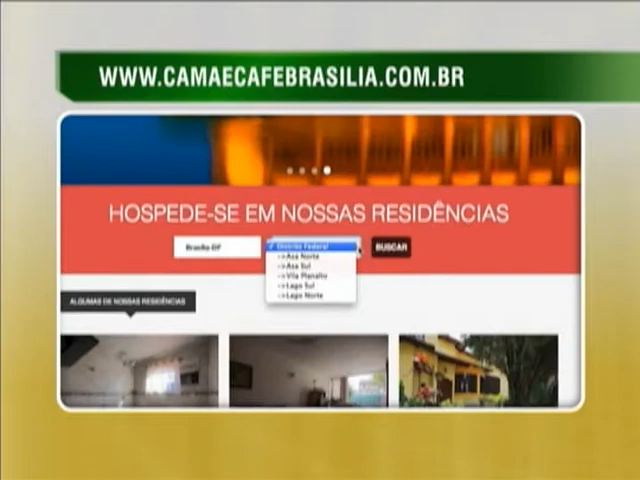 WWW.CAMAECAFEBRASILIA.COM.BR
HOSPEDE-SE EM NOSSAS RESIDÊNCIAS
Brasília-DF
✓ Distrito Federal
BUSCAR
-->Asa Norte
-->Asa Sul
-->Vila Planalto
-->Lago Sul
-->Lago Norte
ALGUMAS DE NOSSAS RESIDÊNCIAS